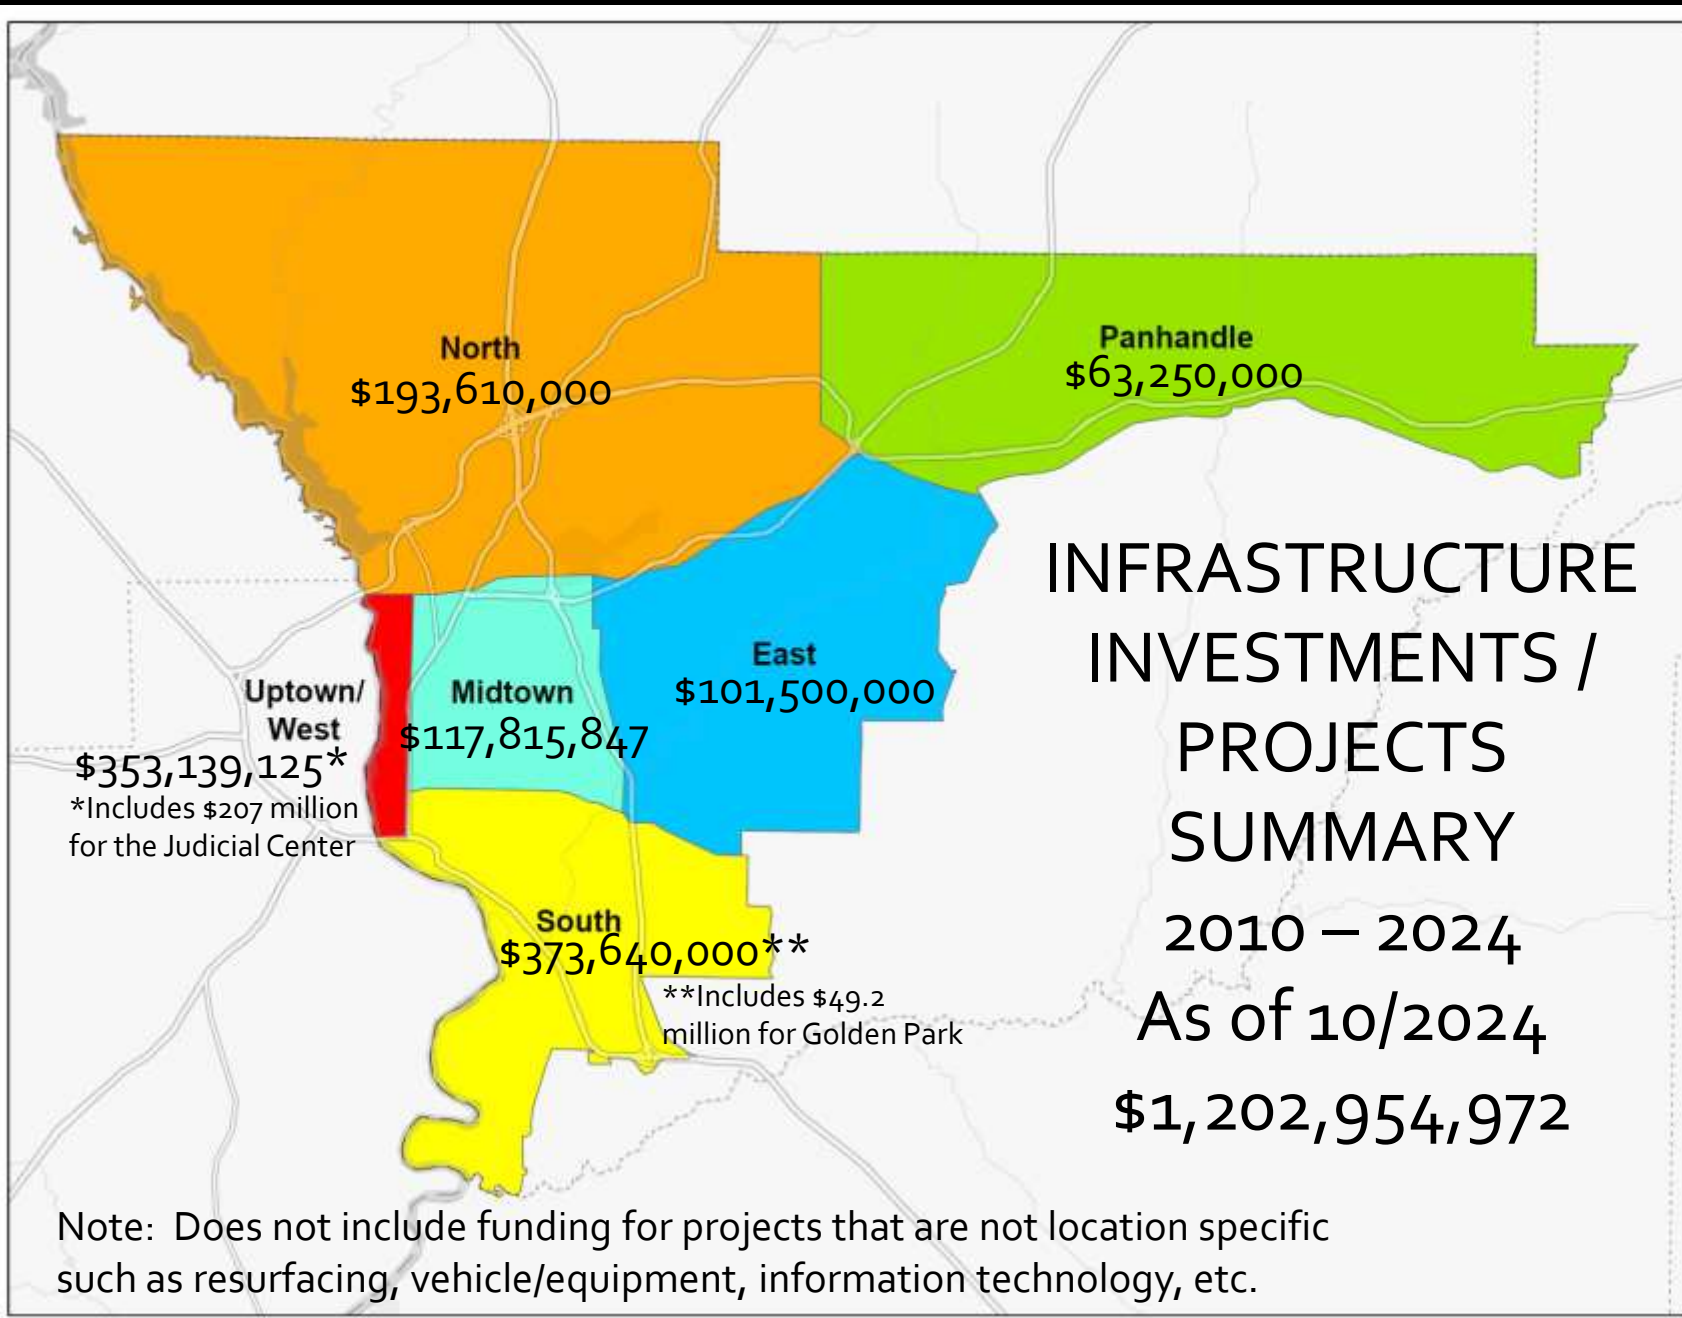 North
$193,610,000
Panhandle
$63,250,000
INFRASTRUCTURE
INVESTMENTS /
PROJECTS
SUMMARY
2010 – 2024
As of 10/2024
$1,202,954,972
East
$101,500,000
Uptown/
West
$353,139,125*
*Includes $207 million
for the Judicial Center
Midtown
$117,815,847
South
$373,640,000**
**Includes $49.2
million for Golden Park
Note: Does not include funding for projects that are not location specific
such as resurfacing, vehicle/equipment, information technology, etc.